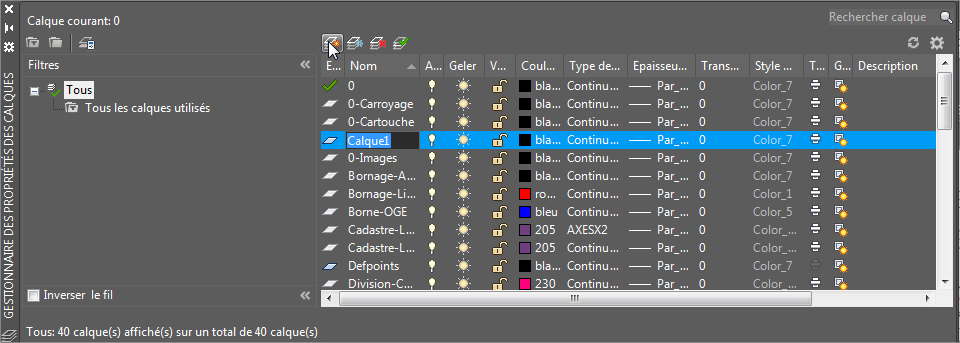 Calque courant: 0
Rechercher calque
GESTIONNAIRE DES PROPRIÉTÉS DES CALQUES
Filtres
Tous
Tous les calques utilisés
Inverser le fil
E... Nom A... Geler V... Coul... Type de... Epaisseu... Trans... Style ... T... G... Description
0 bla... Continu... Par_... 0 Color_7
0-Carroyage bla... Continu... Par_... 0 Color_7
0-Cartouche bla... Continu... Par_... 0 Color_7
Calque1 bla... Continu... Par_... 0 Color_7
0-Images bla... Continu... Par_... 0 Color_7
Bornage-A... bla... Continu... Par_... 0 Color_7
Bornage-Li... ro... Continu... Par_... 0 Color_1
Borne-OGE bleu Continu... Par_... 0 Color_5
Cadastre-L... 205 AXESX2 Par_... 0 Color_...
Cadastre-L... 205 Continu... Par_... 0 Color_...
Defpoints bla... Continu... Par_... 0 Color_7
Division-C... 230 Continu... Par_... 0 Color_...
Tous: 40 calque(s) affiché(s) sur un total de 40 calque(s)